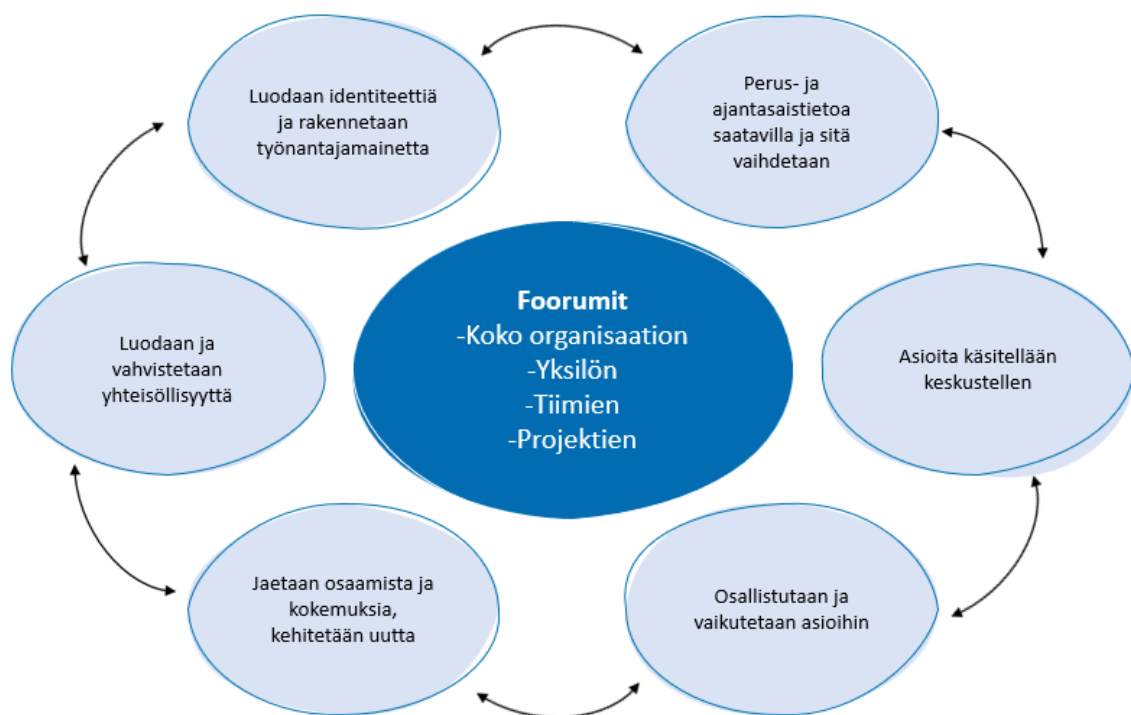 Luodaan identiteettiä
ja rakennetaan
työnantajamainetta
Perus- ja
ajantasaistietoa
saatavilla ja sitä
vaihdetaan
Foorumit
-Koko organisaation
-Yksilön
-Tiimien
-Projektien
Luodaan ja
vahvistetaan
yhteisöllisyyttä
Asioita käsitellään
keskustellen
Jaetaan osaamista ja
kokemuksia,
kehitetään uutta
Osallistutaan ja
vaikutetaan asioihin